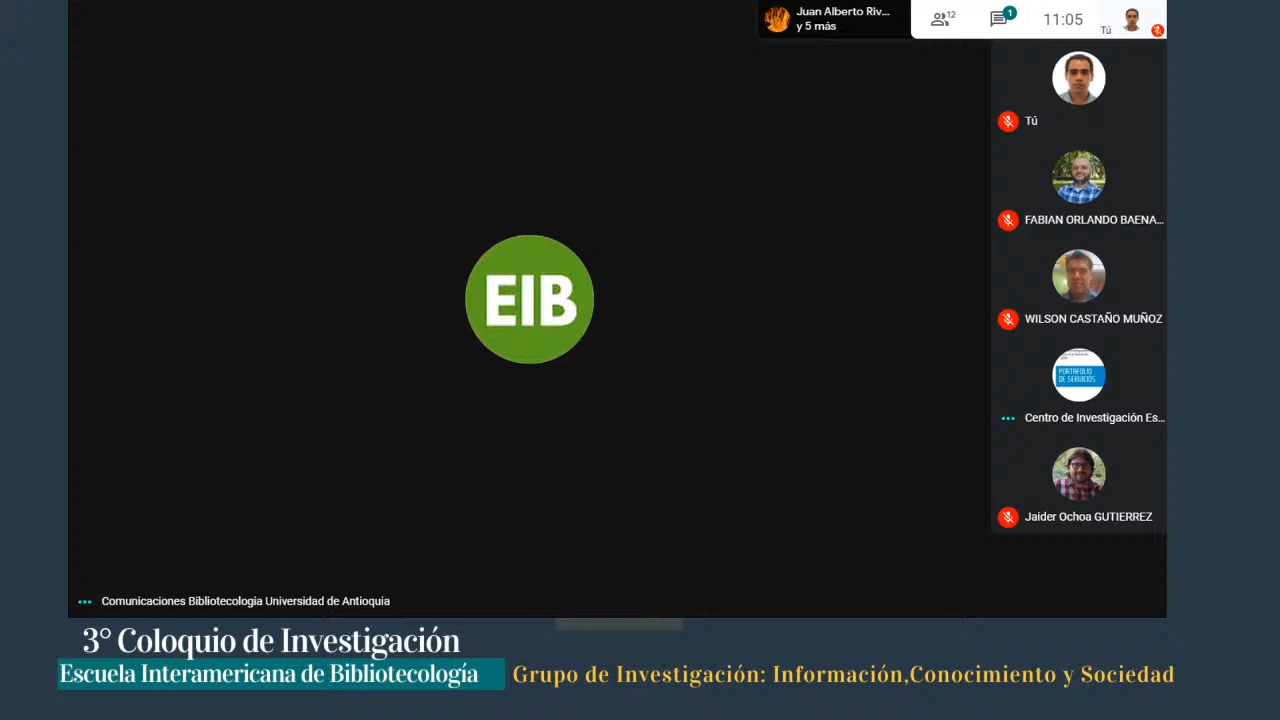 Juan Alberto Riv...
y 5 más
12
1
11:05
Tú
Tú
FABIAN ORLANDO BAENA...
WILSON CASTAÑO MUÑOZ
PORTAFOLIO
DE SERVICIOS
Centro de Investigación Es...
Jaider Ochoa GUTIERREZ
EIB
Comunicaciones Bibliotecologia Universidad de Antioquia
3° Coloquio de Investigación
Escuela Interamericana de Bibliotecología
Grupo de Investigación: Información,Conocimiento y Sociedad